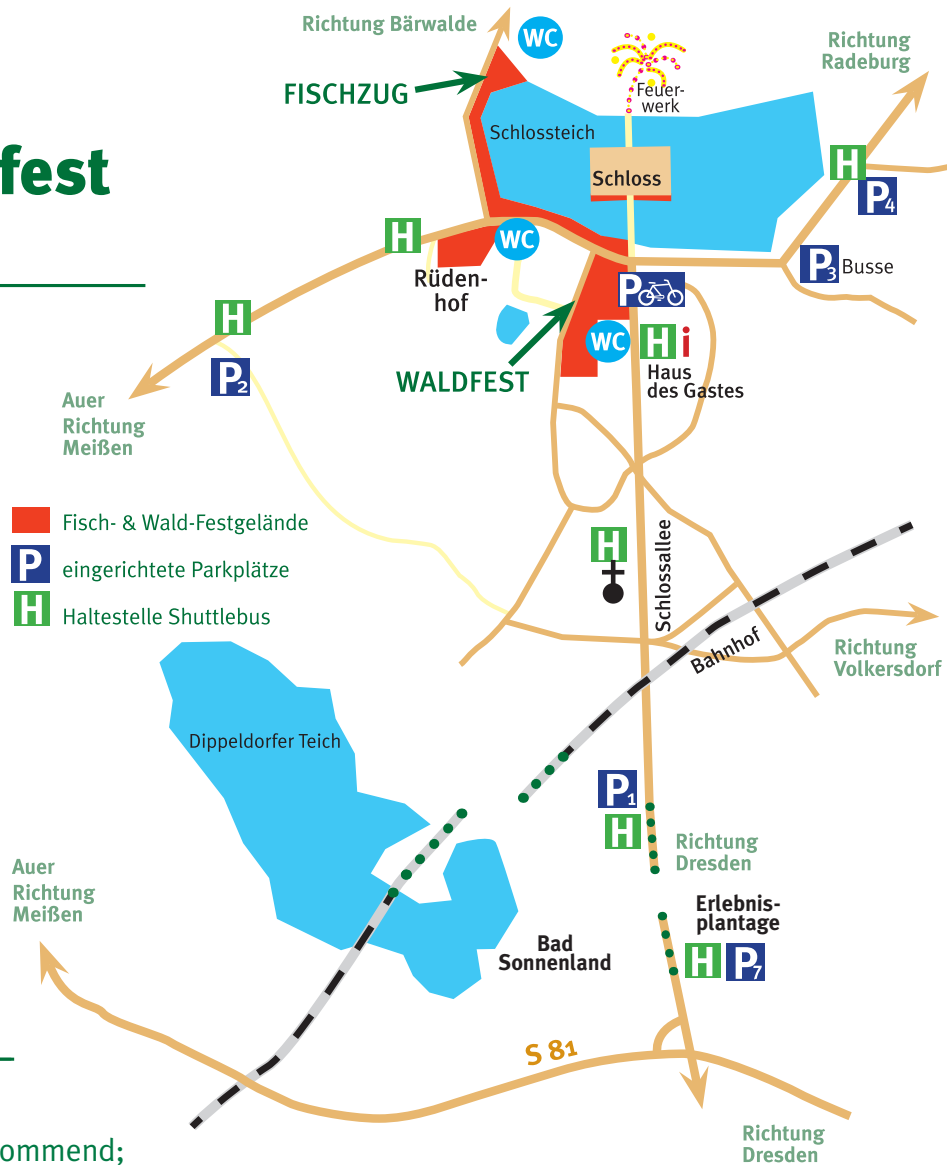 Richtung Bärwalde
WC
FISCHZUG
Feuer-
werk
Richtung
Radeburg
Schlossteich
fest
Schloss
H
P4
H
WC
P3 Busse
Rüden-
hof
P
H
WC
H i
P2
WALDFEST
Haus
des Gastes
Auer
Richtung
Meißen
Fisch- & Wald-Festgelände
P eingerichtete Parkplätze
H Haltestelle Shuttlebus
H
Schlossallee
Bahnhof
Richtung
Volkersdorf
Dippeldorfer Teich
P1
H
Richtung
Dresden
Auer
Richtung
Meißen
Erlebnis-
plantage
H P7
Bad
Sonnenland
S 81
Richtung
Dresden
ommend;